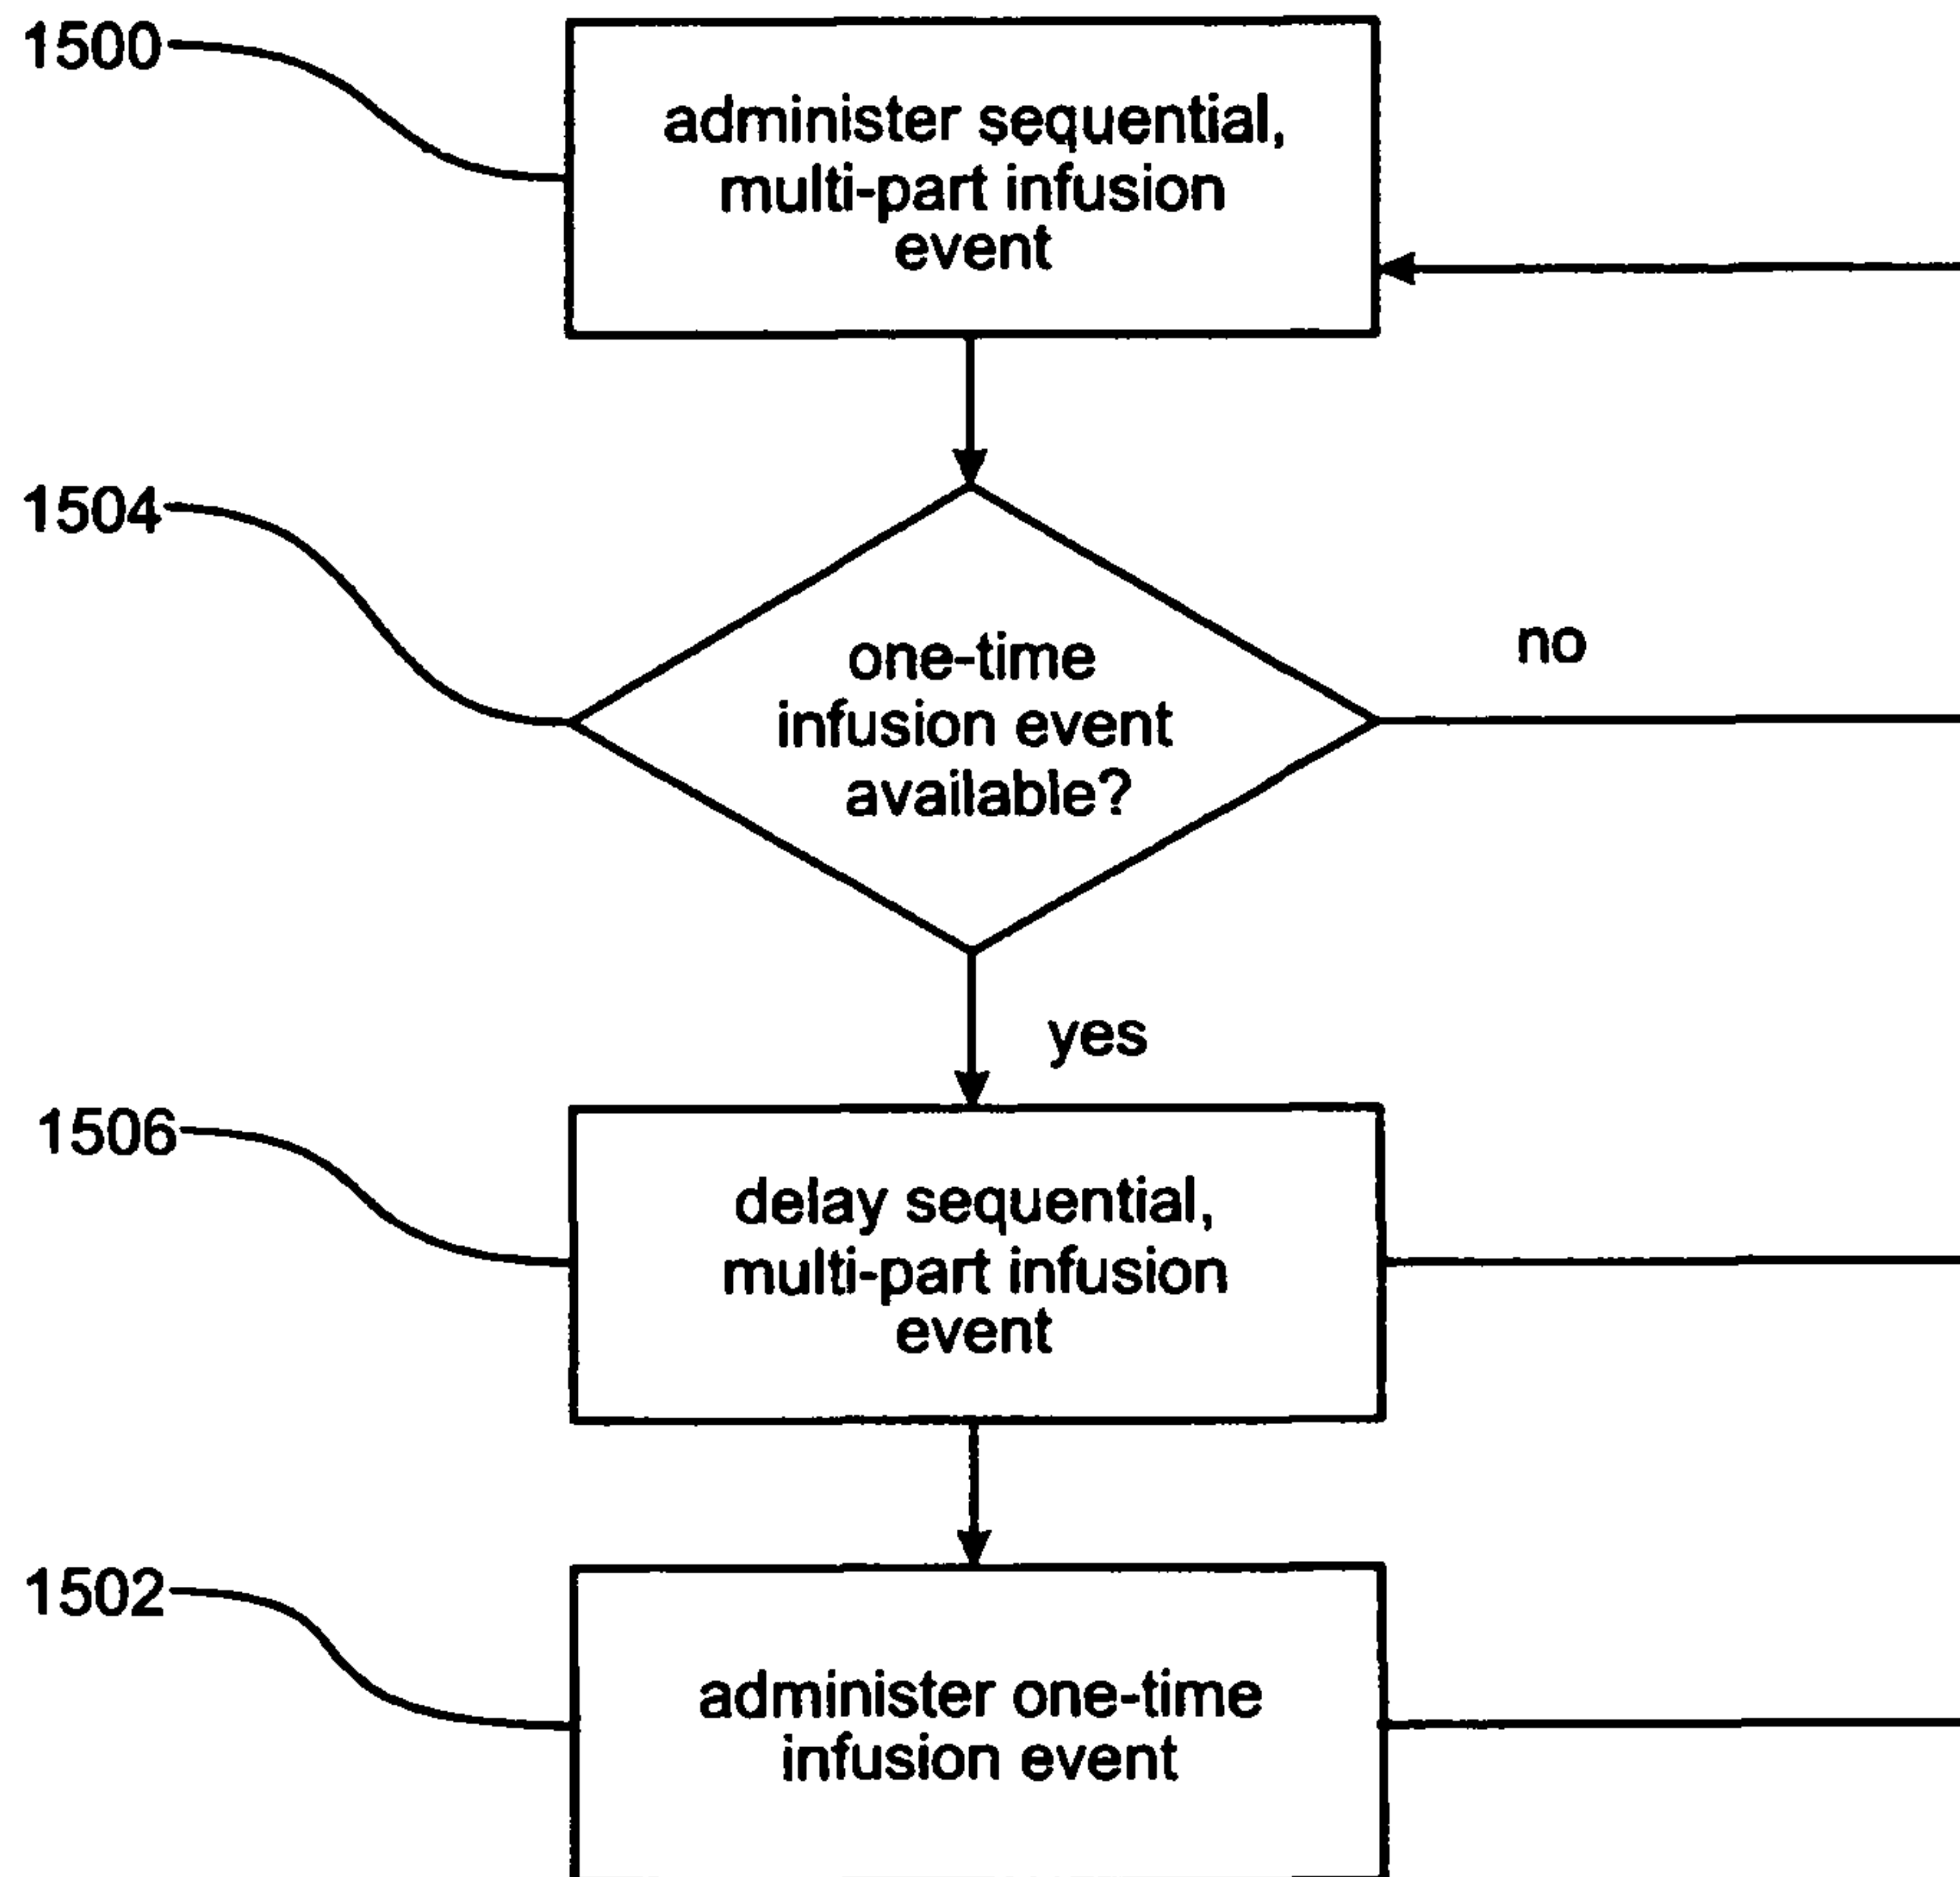 1500
administer sequential,
multi-part infusion
event
1504
one-time
infusion event
available?
no
yes
1506
delay sequential,
multi-part infusion
event
1502
administer one-time
infusion event